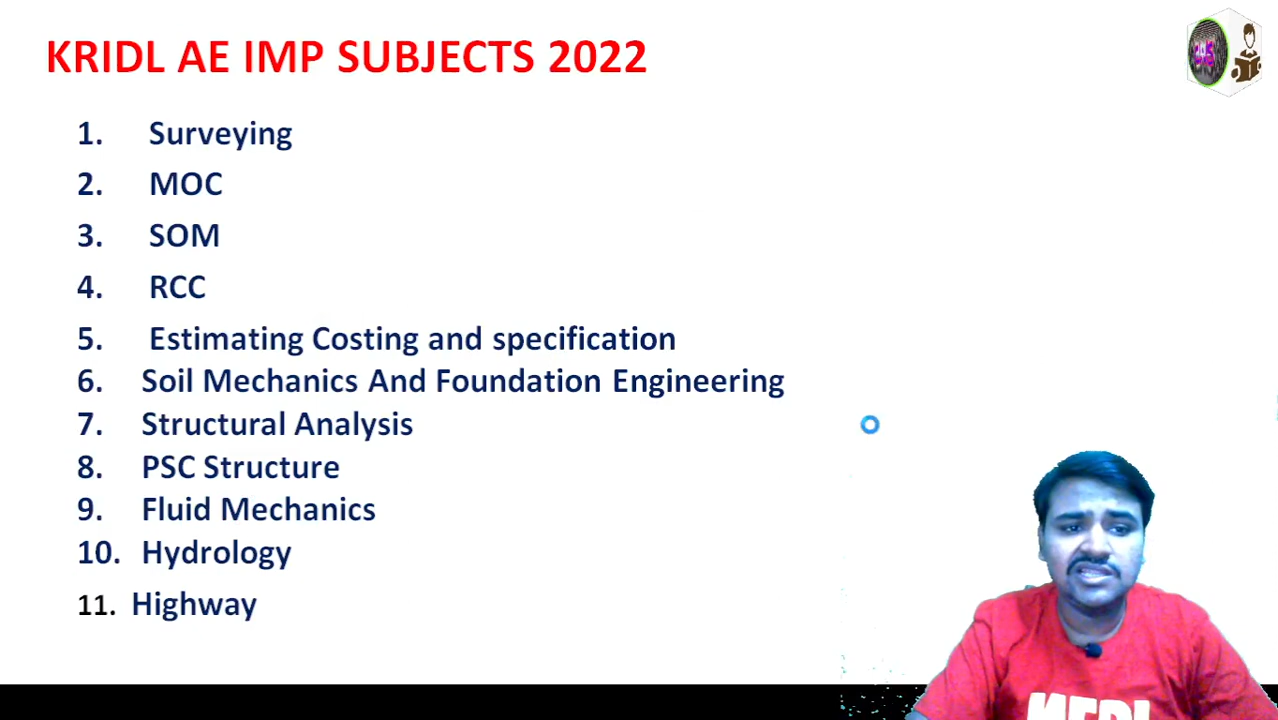 KRIDL AE IMP SUBJECTS 2022
1. Surveying
2. MOC
3. SOM
4. RCC
5. Estimating Costing and specification
6. Soil Mechanics And Foundation Engineering
7. Structural Analysis
8. PSC Structure
9. Fluid Mechanics
10. Hydrology
11. Highway